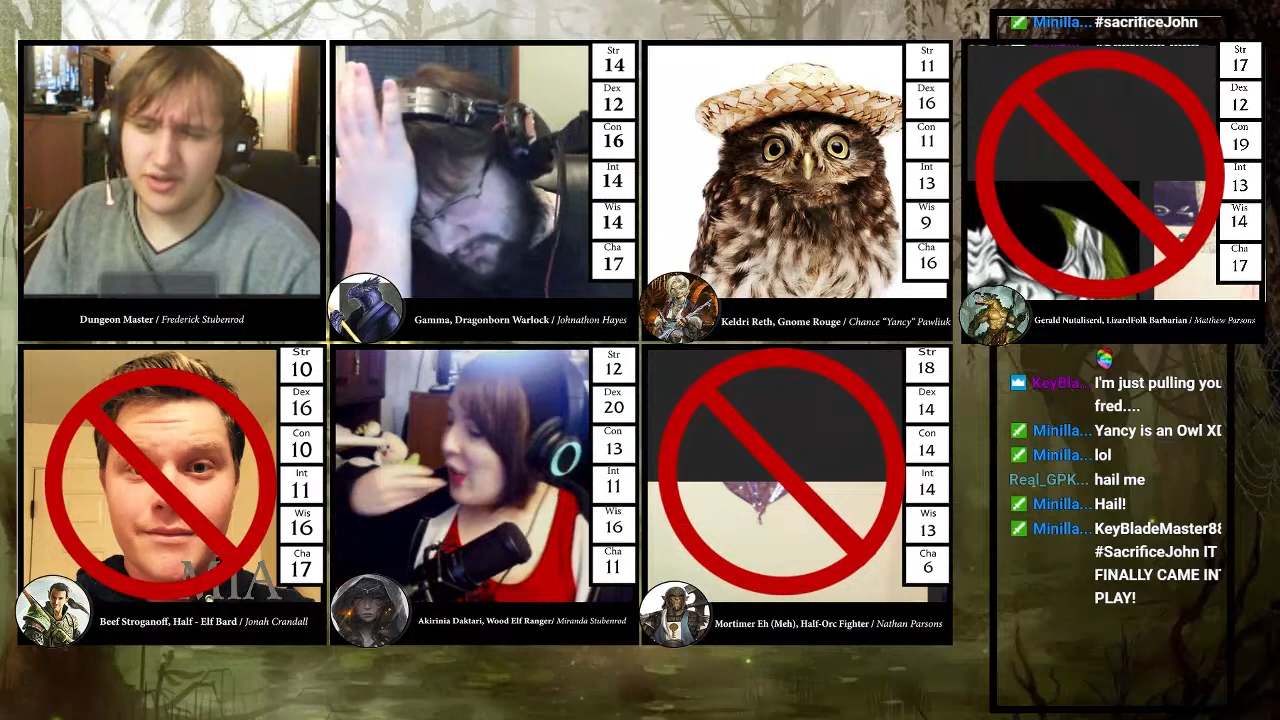 Minilla... #sacrificeJohn
Str
14
Dex
12
Con
16
Int
14
Wis
14
Cha
17
Str
11
Dex
16
Con
11
Int
13
Wis
9
Cha
16
Str
17
Dex
12
Con
19
Int
13
Wis
14
Cha
17
Dungeon Master / Frederick Stubenrod
Gamma, Dragonborn Warlock / Johnathon Hayes
Keldri Reth, Gnome Rouge / Chance "Yancy" Pawliuk
Gerald Nutaliserd, LizardFolk Barbarian / Matthew Parsons
Str
10
Dex
16
Con
10
Int
11
Wis
16
Cha
17
MIA
Str
12
Dex
20
Con
13
Int
11
Wis
16
Cha
11
Str
18
Dex
14
Con
14
Int
14
Wis
13
Cha
6
Beef Stroganoff, Half - Elf Bard / Jonah Crandall
Akirinia Daktari, Wood Elf Ranger/ Miranda Stubenrod
Mortimer Eh (Meh), Half-Orc Fighter / Nathan Parsons
KeyBla... I'm just pulling you
fred....
Minilla... Yancy is an Owl XD
Minilla... lol
Real_GPK... hail me
Minilla... Hail!
Minilla... KeyBladeMaster88
#SacrificeJohn IT
FINALLY CAME INT
PLAY!